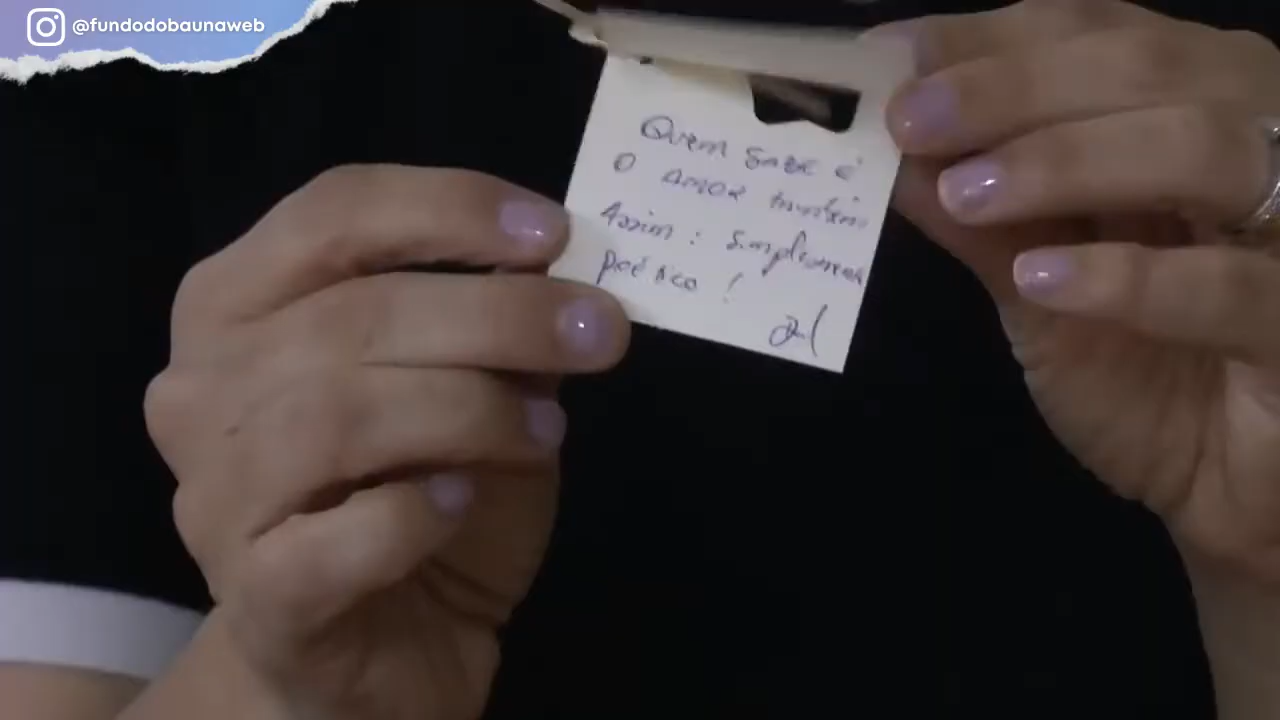 @fundodobaunaweb
Quem sabe é
o amor também
Assim: simplesmente
poético!